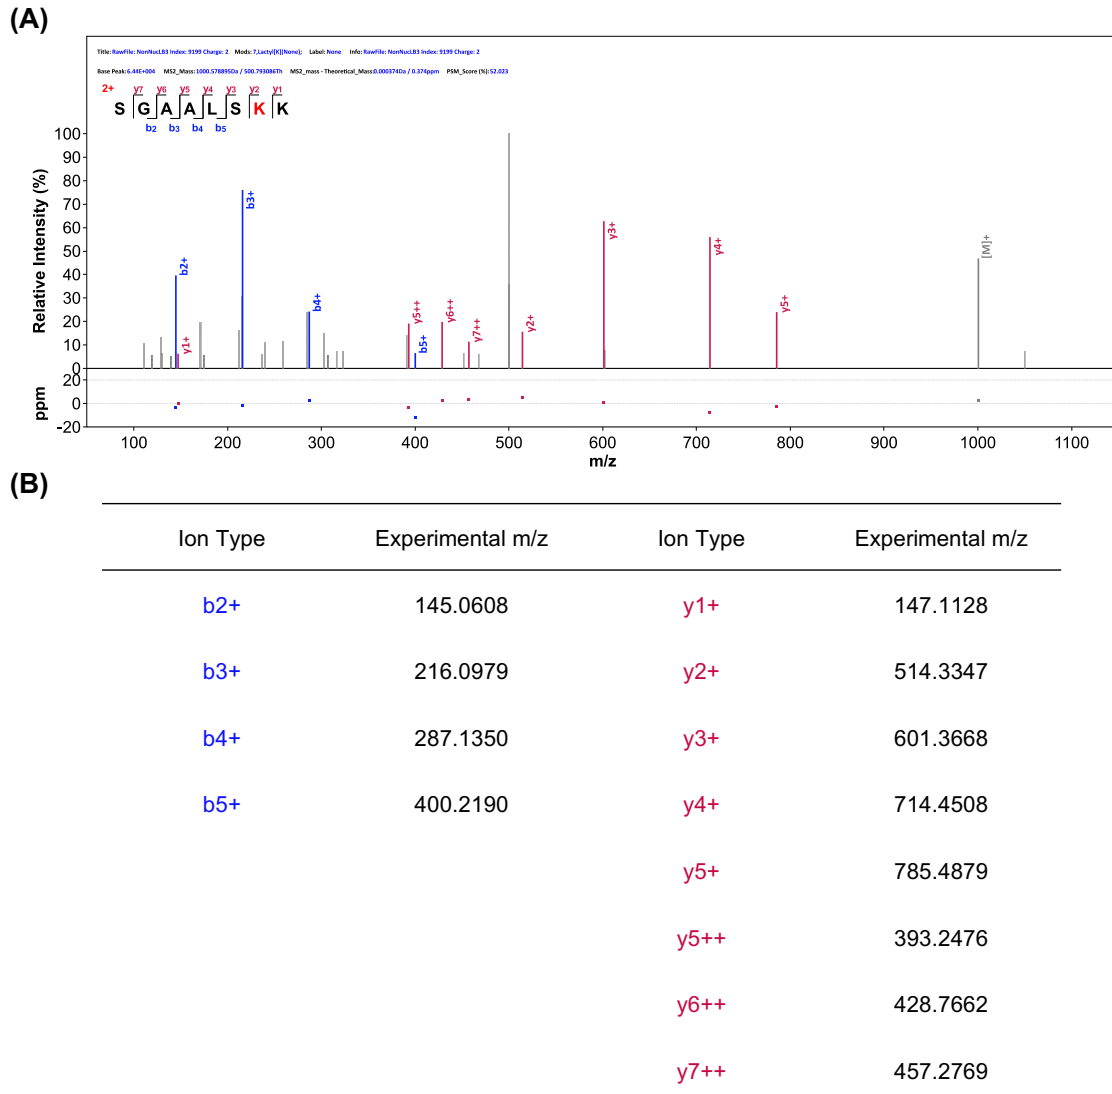 (A)
Title: RawFile: NonNucLB3 Index: 9199 Charge: 2 Mods: 7,Lactyl[K](None); Label: None Info: RawFile: NonNucLB3 Index: 9199 Charge: 2
Base Peak: 6.44E+004 MS2_Mass: 1000.578895Da / 500.793086Th MS2_mass - Theoretical_Mass: 0.000374Da / 0.374ppm PSM_Score (%): 52.023
2+ y7 y6 y5 y4 y3 y2 y1
S G A A L S K K
b2 b3 b4 b5
Relative Intensity (%)
100
90
80
70
60
50
40
30
20
10
0
b2+
y1+
b3+
b4+
y5++
b5+
y6++
y7++
y2+
y3+
y4+
y5+
[M]+
ppm
20
0
-20
100 200 300 400 500 600 700 800 900 1000 1100
m/z
(B)
Ion Type Experimental m/z Ion Type Experimental m/z
b2+ 145.0608 y1+ 147.1128
b3+ 216.0979 y2+ 514.3347
b4+ 287.1350 y3+ 601.3668
b5+ 400.2190 y4+ 714.4508
y5+ 785.4879
y5++ 393.2476
y6++ 428.7662
y7++ 457.2769